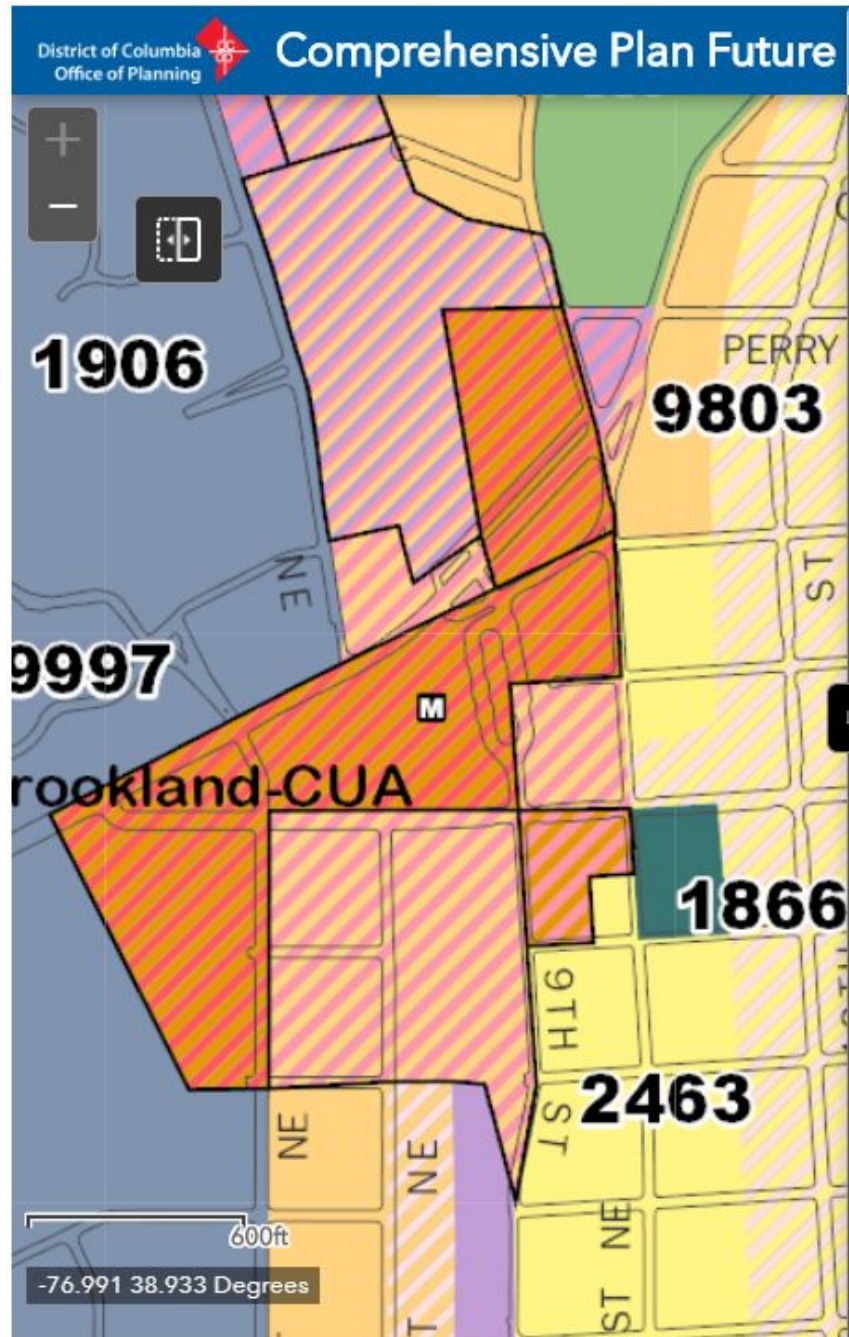 District of Columbia
Office of Planning
Comprehensive Plan Future
+
−
1906
PERRY
9803
NE
ST
9997
M
rookland-CUA
1866
9TH ST
2463
NE
NE
ST NE
600ft
-76.991 38.933 Degrees